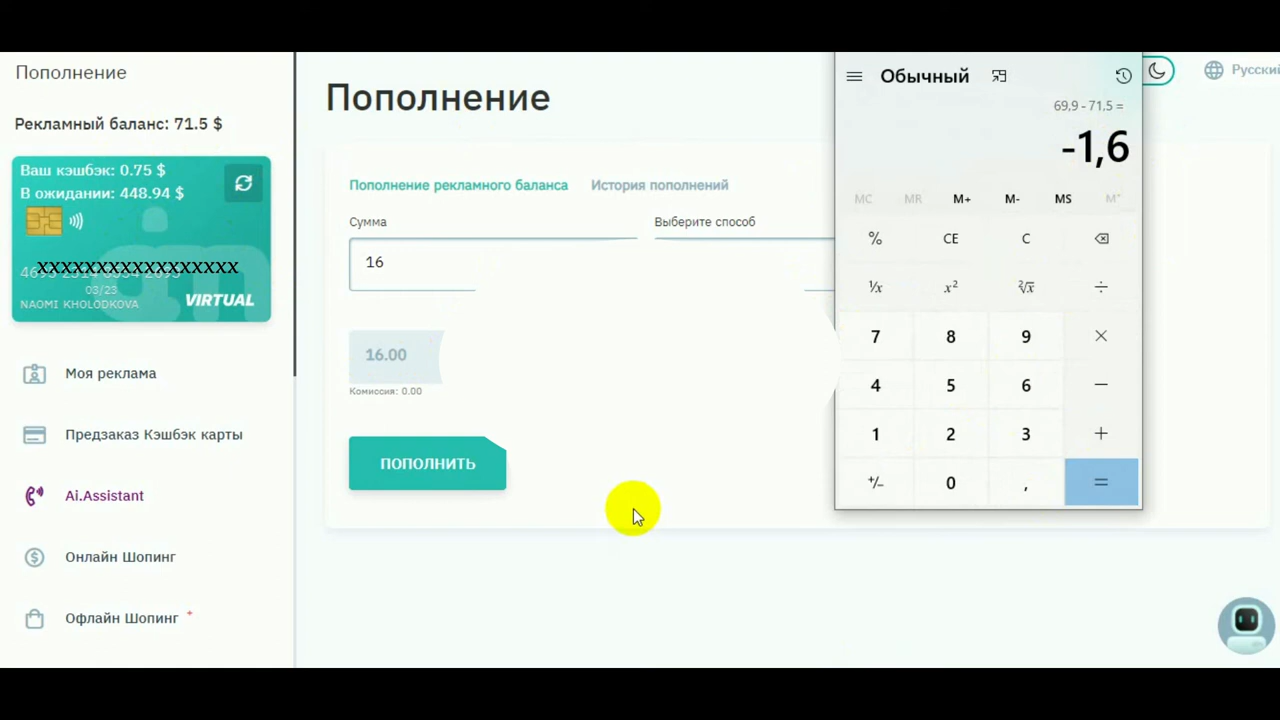 Пополнение
Рекламный баланс: 71.5 $
Ваш кэшбэк: 0.75 $
В ожидании: 448.94 $
XXXXXXXXXXXXXXXXX
03/23
NAOMI KHOLODKOVA
VIRTUAL
Моя реклама
Предзаказ Кэшбэк карты
Ai.Assistant
Онлайн Шопинг
Офлайн Шопинг *
Пополнение
Пополнение рекламного баланса История пополнений
Сумма Выберите способ
16
16.00
Комиссия: 0.00
ПОПОЛНИТЬ
Русский
Обычный
69,9 - 71,5 =
-1,6
MC MR M+ M- MS M˅
% CE C
¹/x x² ²√x ÷
7 8 9 ×
4 5 6 −
1 2 3 +
+/− 0 , =